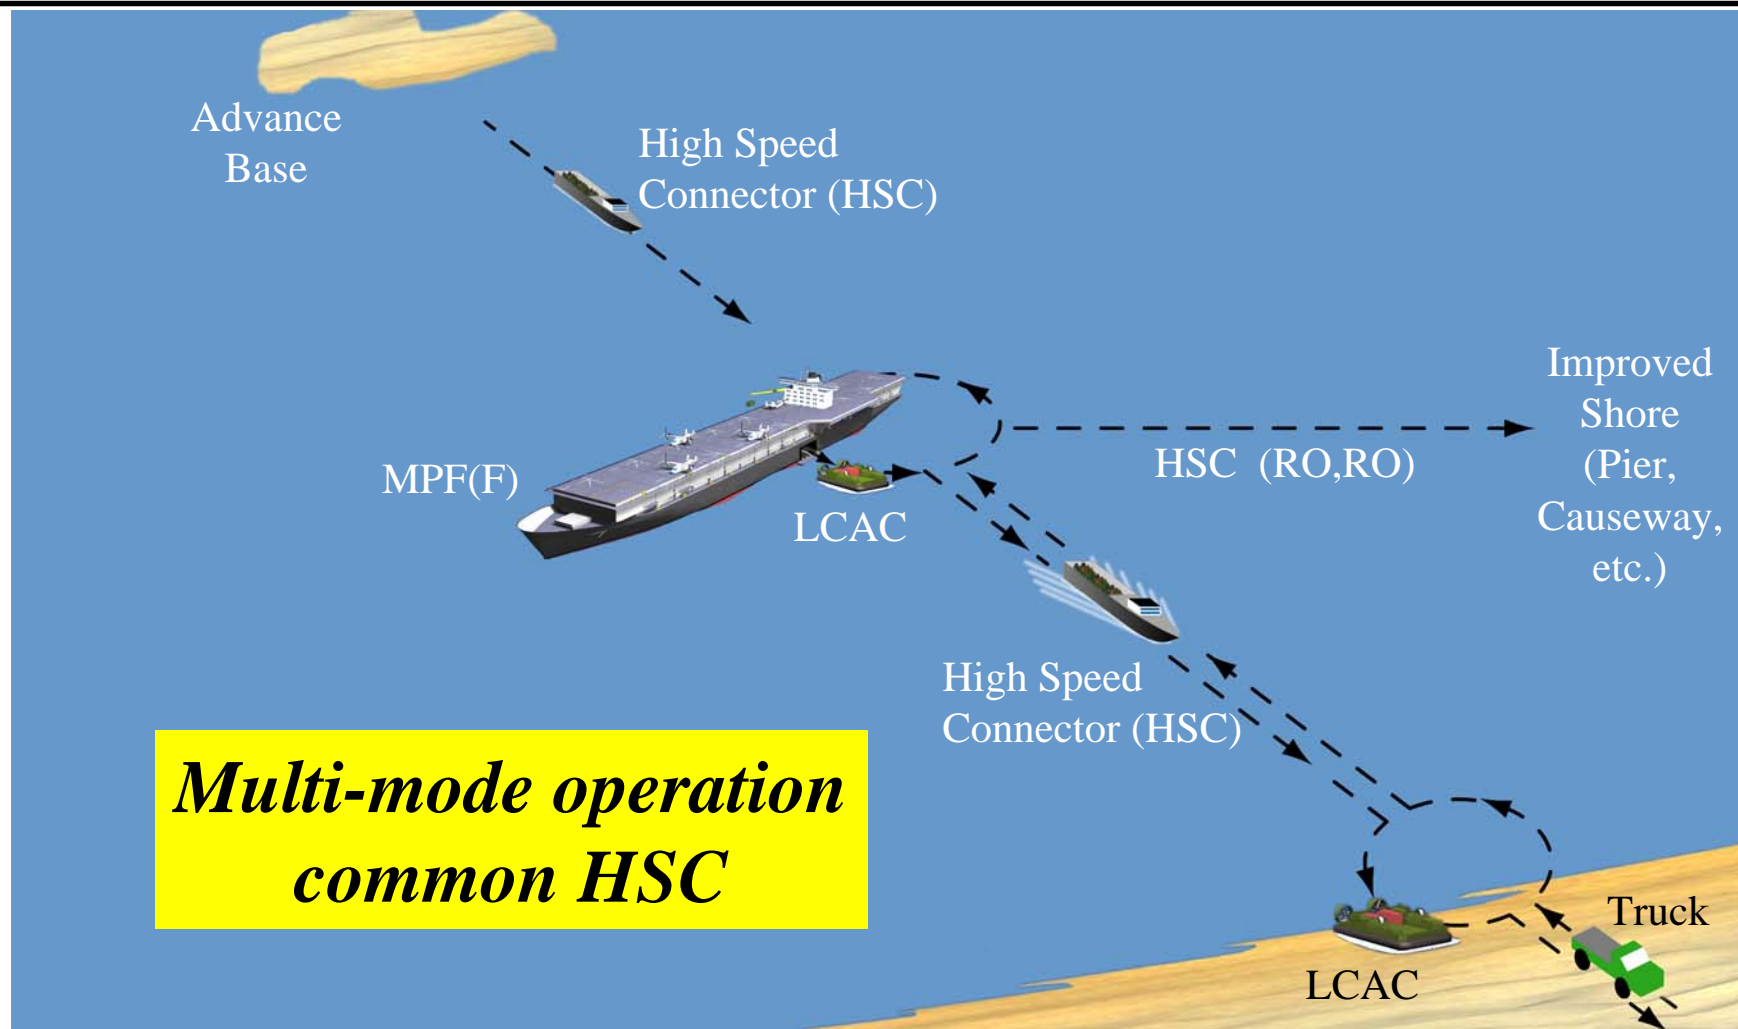 Advance
Base
High Speed
Connector (HSC)
Improved
Shore
(Pier,
Causeway,
etc.)
HSC (RO,RO)
MPF(F)
LCAC
High Speed
Connector (HSC)
Multi-mode operation
common HSC
Truck
LCAC